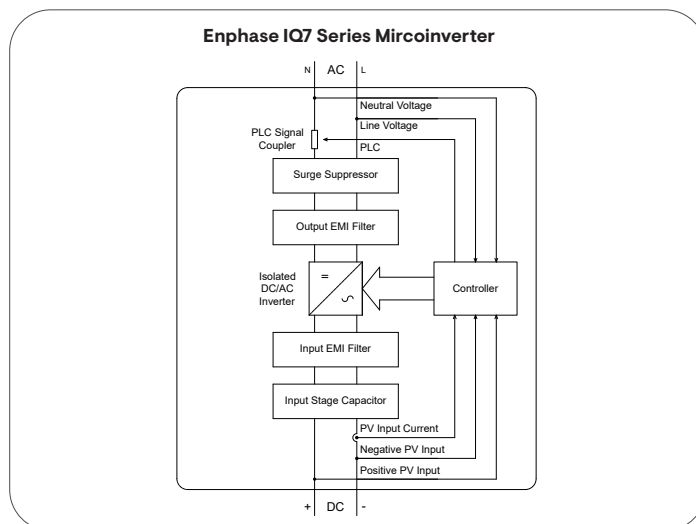 Enphase IQ7 Series Mircoinverter
N AC L
Neutral Voltage
Line Voltage
PLC Signal
Coupler
PLC
Surge Suppressor
Output EMI Filter
Isolated
DC/AC
Inverter
=
∿
Controller
Input EMI Filter
Input Stage Capacitor
PV Input Current
Negative PV Input
Positive PV Input
+ DC -